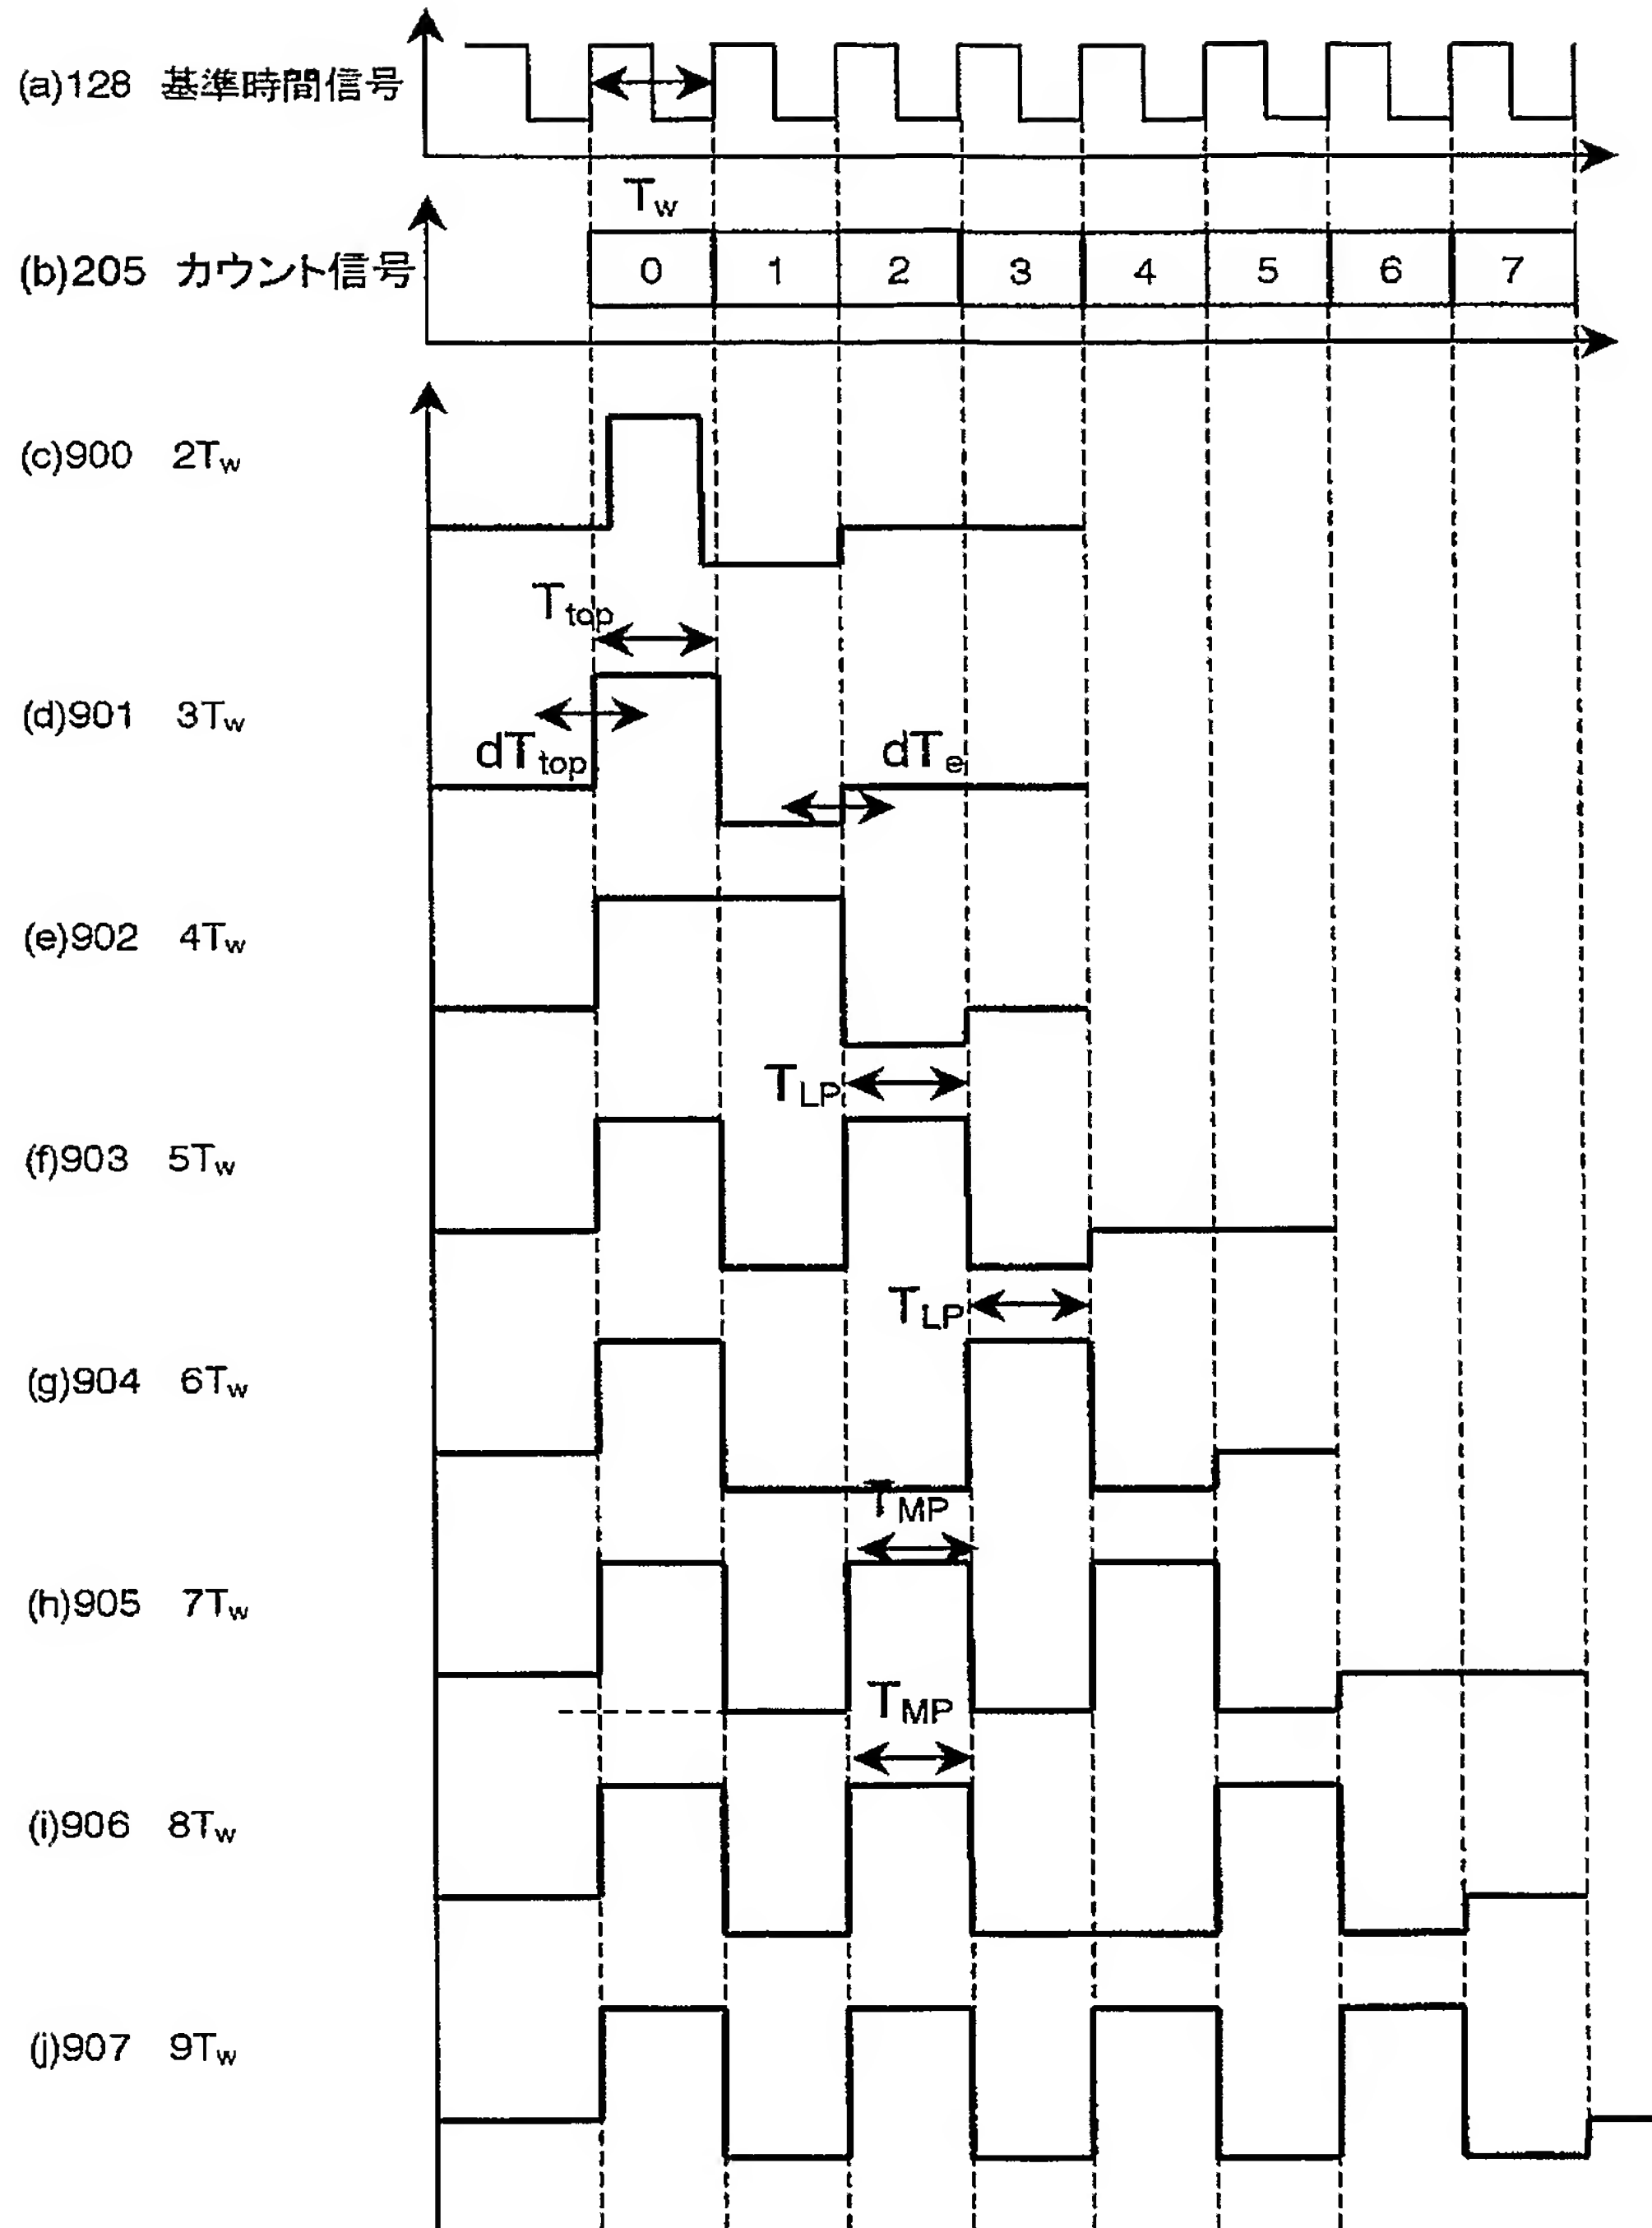 (a)128 基準時間信号
Tw
(b)205 カウント信号 0 1 2 3 4 5 6 7
(c)900 2Tw
Ttop
(d)901 3Tw
dTtop
dTe
(e)902 4Tw
TLP
(f)903 5Tw
TLP
(g)904 6Tw
TMP
(h)905 7Tw
TMP
(i)906 8Tw
(j)907 9Tw